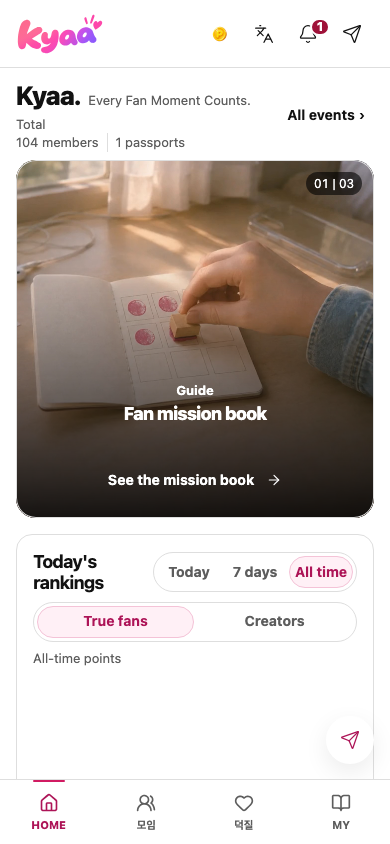 Kyaa
1
Kyaa. Every Fan Moment Counts.
All events ›
Total
104 members | 1 passports
01 | 03
Guide
Fan mission book
See the mission book →
Today's rankings
Today 7 days All time
True fans Creators
All-time points
HOME 모임 덕질 MY